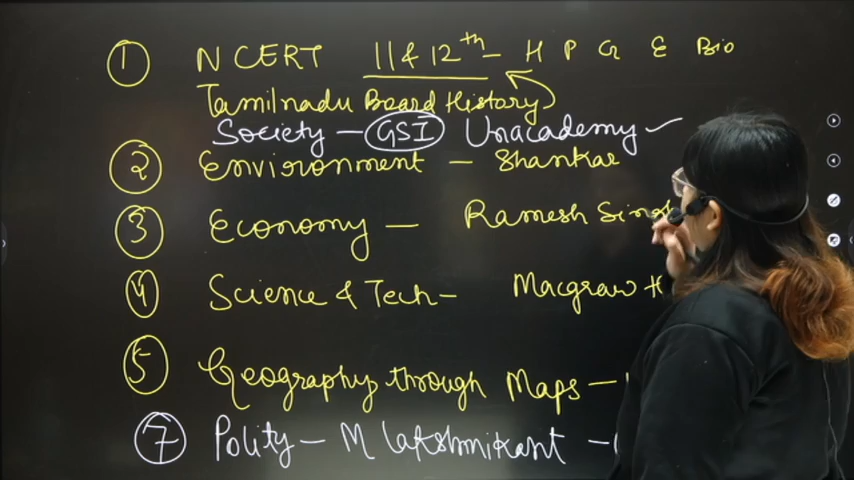 ① NCERT 11 & 12th - H P G E Bio
Tamilnadu Board History
Society - GSI Unacademy ✓
② Environment - Shankar
③ Economy - Ramesh Singh
④ Science & Tech - Macgraw H
⑤ Geography through Maps -
⑦ Polity - M lakshmikant -